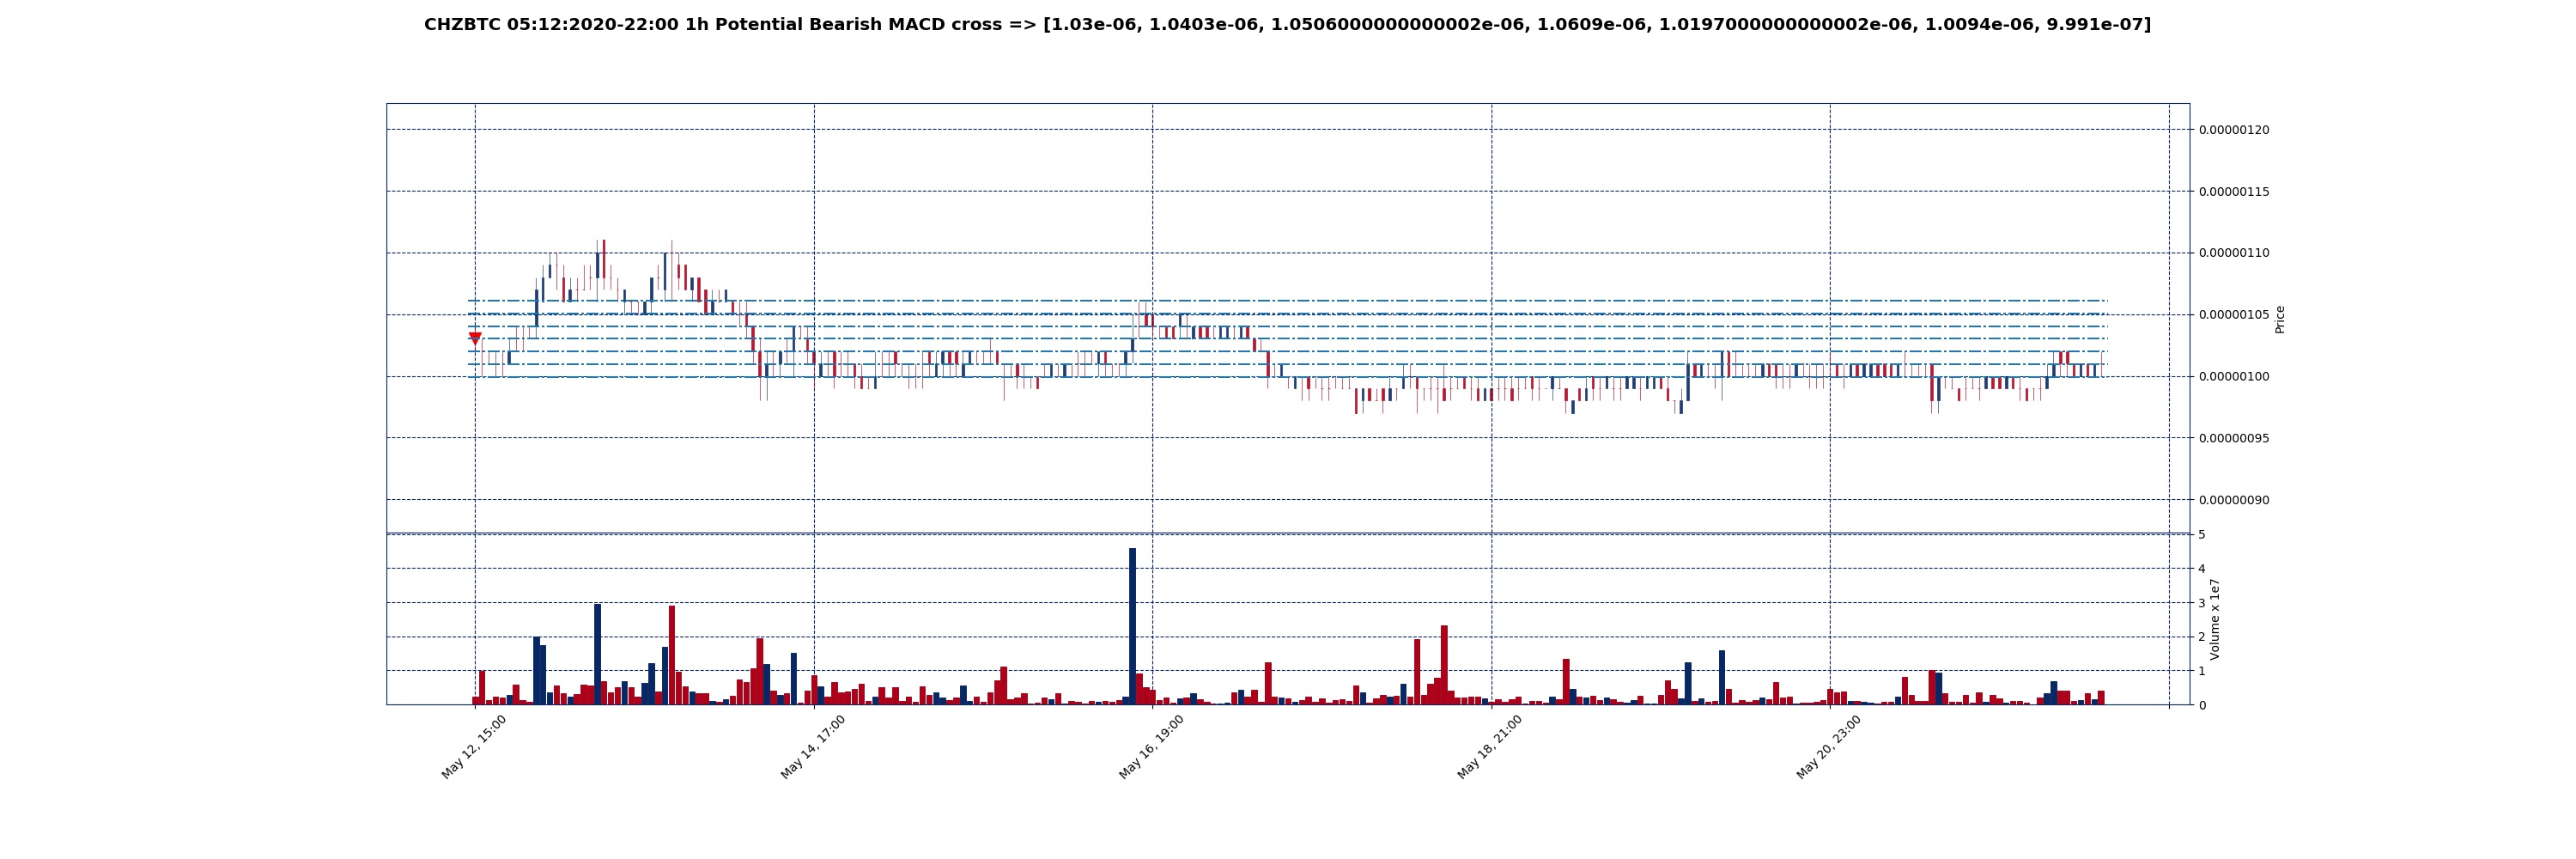 CHZBTC 05:12:2020-22:00 1h Potential Bearish MACD cross => [1.03e-06, 1.0403e-06, 1.0506000000000002e-06, 1.0609e-06, 1.0197000000000002e-06, 1.0094e-06, 9.991e-07]
0.00000120
0.00000115
0.00000110
0.00000105
0.00000100
0.00000095
0.00000090
Price
5
4
3
2
1
0
Volume x 1e7
May 12, 15:00
May 14, 17:00
May 16, 19:00
May 18, 21:00
May 20, 23:00